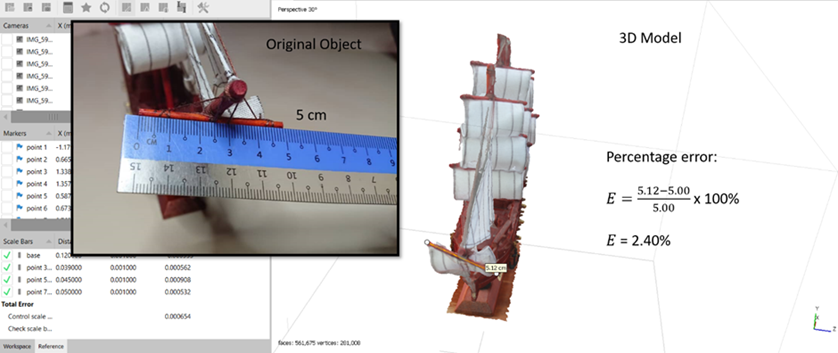 Perspective 30°
Cameras
X (m
IMG_59...
IMG_59...
IMG_59...
IMG_59...
IMG_59...
IMG_59...
Markers
X (m
point 1 -1.17
point 2 0.665
point 3 1.338
point 4 1.357
point 5 0.587
point 6 0.673
Scale Bars
Dista
base 0.120
point 3... 0.039000 0.001000 0.000562
point 5... 0.045000 0.001000 0.000908
point 7... 0.050000 0.001000 0.000532
Total Error
Control scale ... 0.000654
Check scale b...
Workspace Reference
Original Object
5 cm
0 CM 1 2 3 4 5 6 7 8
15 14 13 12 11 10 9 8 7
3D Model
Percentage error:
E = 5.12−5.00 / 5.00 x 100%
E = 2.40%
5.12 cm
faces: 561,675 vertices: 281,008
Y
X
Z